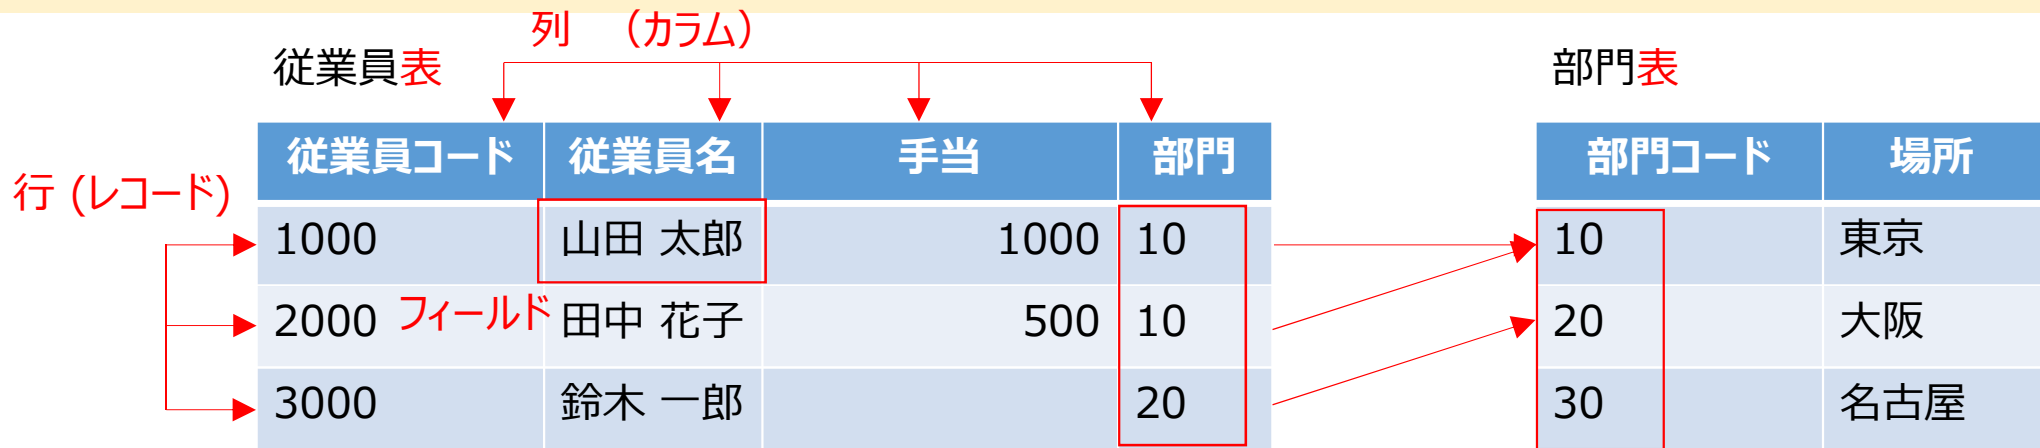 列　（カラム）
従業員表
部門表
従業員コード 従業員名 手当 部門
部門コード 場所
行 (レコード)
1000 山田 太郎 1000 10
10 東京
2000 フィールド 田中 花子 500 10
20 大阪
3000 鈴木 一郎 20
30 名古屋